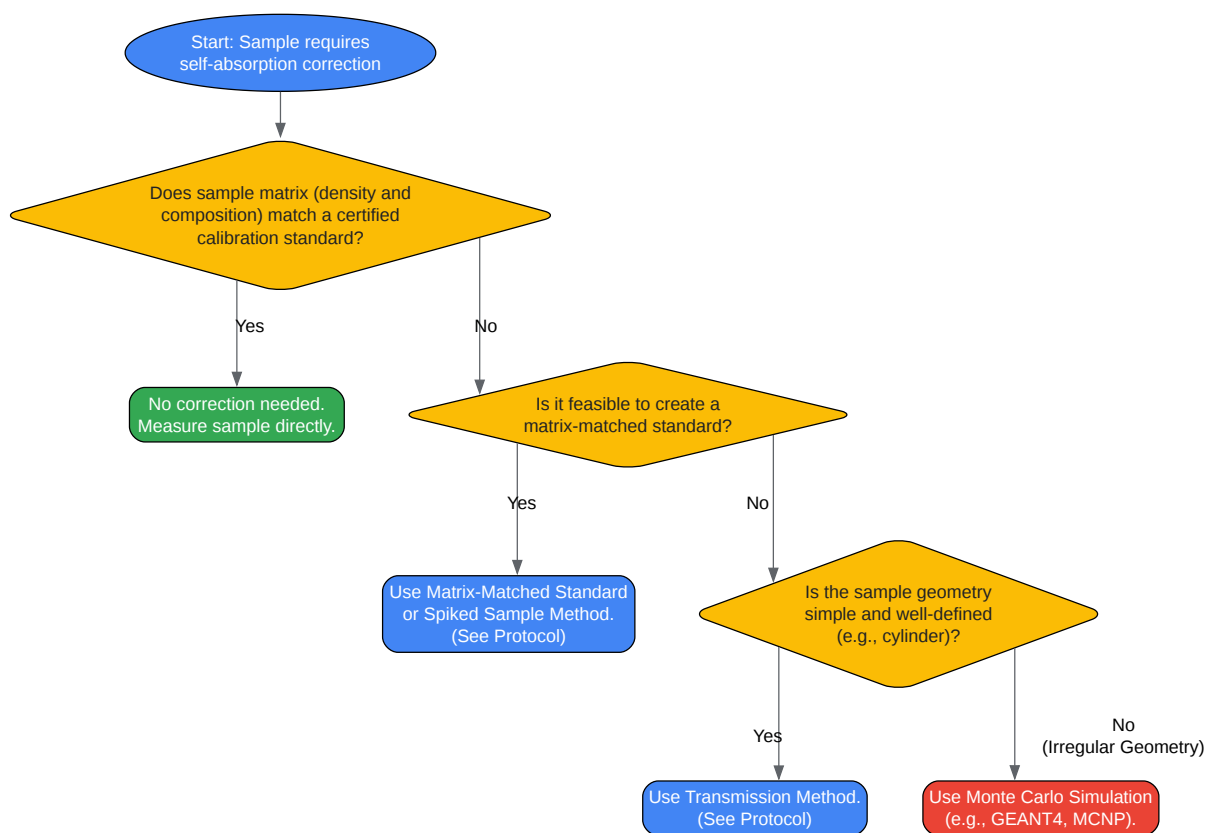 Start: Sample requires
self-absorption correction
Does sample matrix (density and
composition) match a certified
calibration standard?
Yes
No
No correction needed.
Measure sample directly.
Is it feasible to create a
matrix-matched standard?
Yes
No
Use Matrix-Matched Standard
or Spiked Sample Method.
(See Protocol)
Is the sample geometry
simple and well-defined
(e.g., cylinder)?
Yes
No
(Irregular Geometry)
Use Transmission Method.
(See Protocol)
Use Monte Carlo Simulation
(e.g., GEANT4, MCNP).